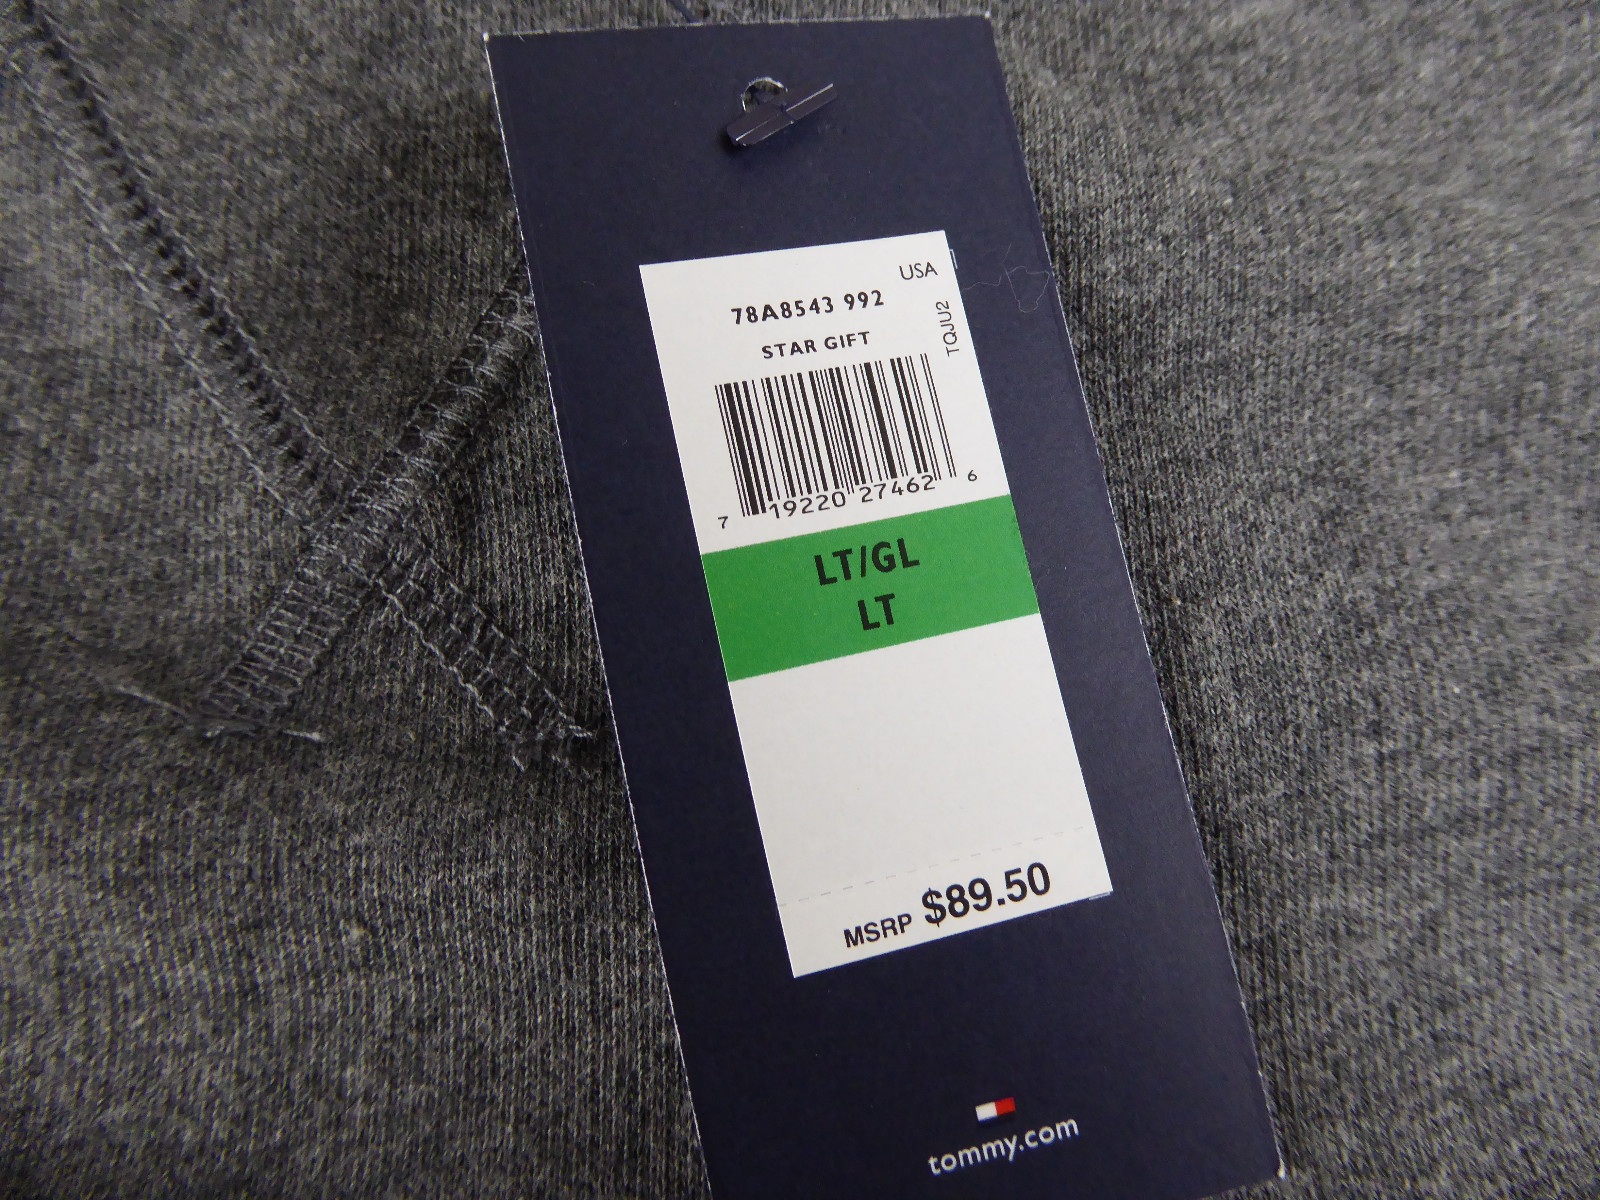 USA
78A8543 992
TQJU2
STAR GIFT
7 19220 27462 6
LT/GL
LT
MSRP $89.50
tommy.com